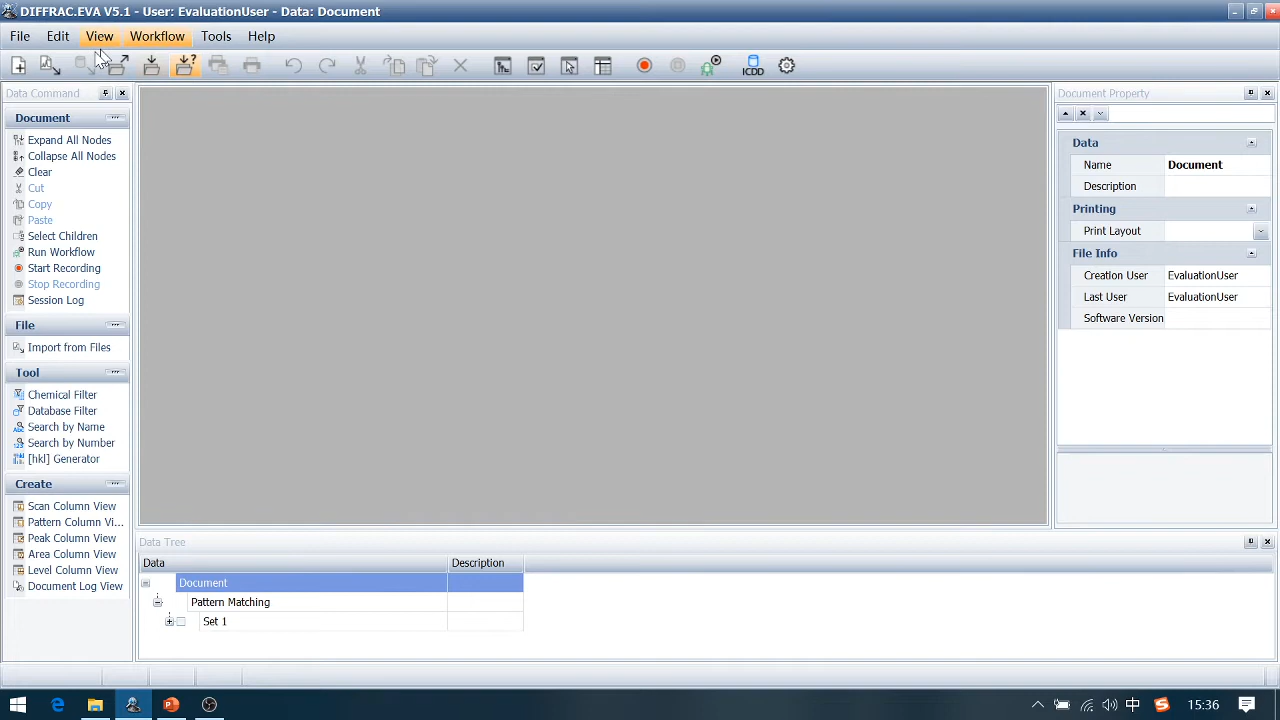 DIFFRAC.EVA V5.1 - User: EvaluationUser - Data: Document
File Edit View Workflow Tools Help
ICDD
Data Command
Document
Expand All Nodes
Collapse All Nodes
Clear
Cut
Copy
Paste
Select Children
Run Workflow
Start Recording
Stop Recording
Session Log
File
Import from Files
Tool
Chemical Filter
Database Filter
Search by Name
Search by Number
[hkl] Generator
Create
Scan Column View
Pattern Column Vi...
Peak Column View
Area Column View
Level Column View
Document Log View
Data Tree
Data Description
Document
Pattern Matching
Set 1
Document Property
Data
Name Document
Description
Printing
Print Layout
File Info
Creation User EvaluationUser
Last User EvaluationUser
Software Version
中
15:36